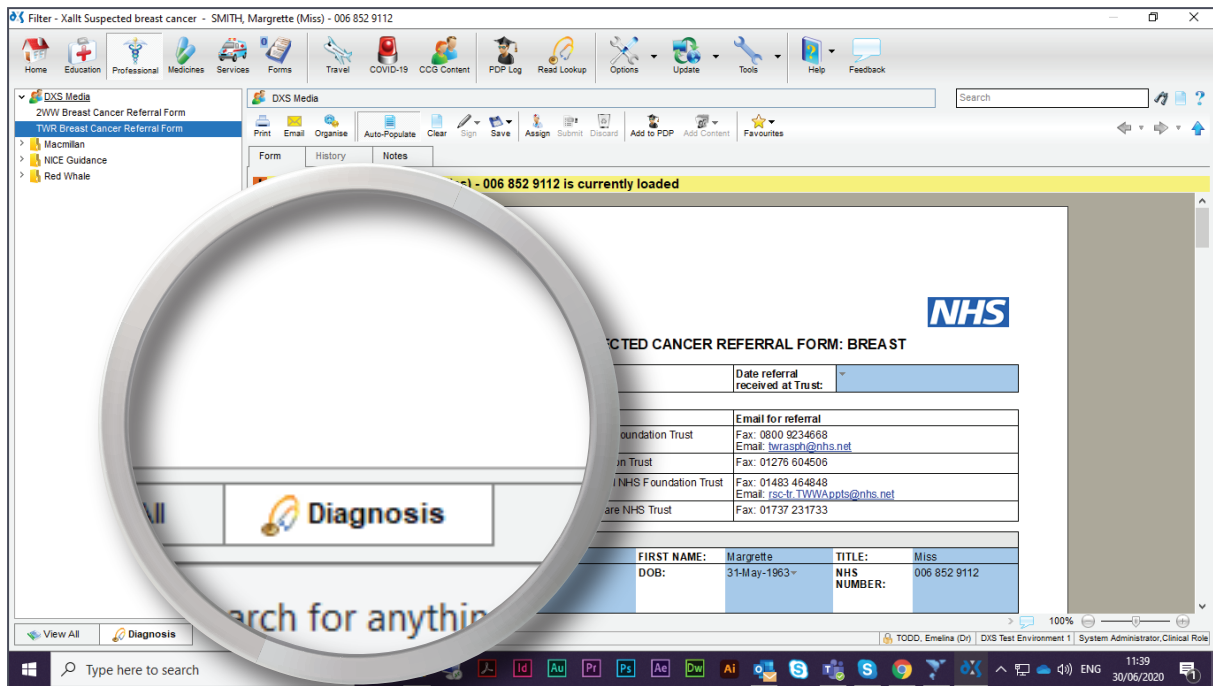 Filter - Xallt Suspected breast cancer - SMITH, Margrette (Miss) - 006 852 9112
Home Education Professional Medicines Services Forms Travel COVID-19 CCG Content PDP Log Read Lookup Options Update Tools Help Feedback
DXS Media
2WW Breast Cancer Referral Form
TWR Breast Cancer Referral Form
Macmillan
NICE Guidance
Red Whale
DXS Media
Search
Print Email Organise Auto-Populate Clear Sign Save Assign Submit Discard Add to PDP Add Content Favourites
Form History Notes
- 006 852 9112 is currently loaded
NHS
CANCER REFERRAL FORM: BREAST
Date referral
received at Trust:
Email for referral
Trust
Fax: 0800 9234668
Email: twrasph@nhs.net
Trust
Fax: 01276 604506
NHS Foundation Trust
Fax: 01483 464848
Email: rsc-tr.TWWAppts@nhs.net
NHS Trust
Fax: 01737 231733
FIRST NAME: Margrette TITLE: Miss
DOB: 31-May-1963 NHS
NUMBER: 006 852 9112
Diagnosis
for
View All Diagnosis
100%
TODD, Emelina (Dr) DXS Test Environment 1 System Administrator,Clinical Role
Type here to search
Id Au Pr Ps Ae Dw Ai
ENG
11:39
30/06/2020